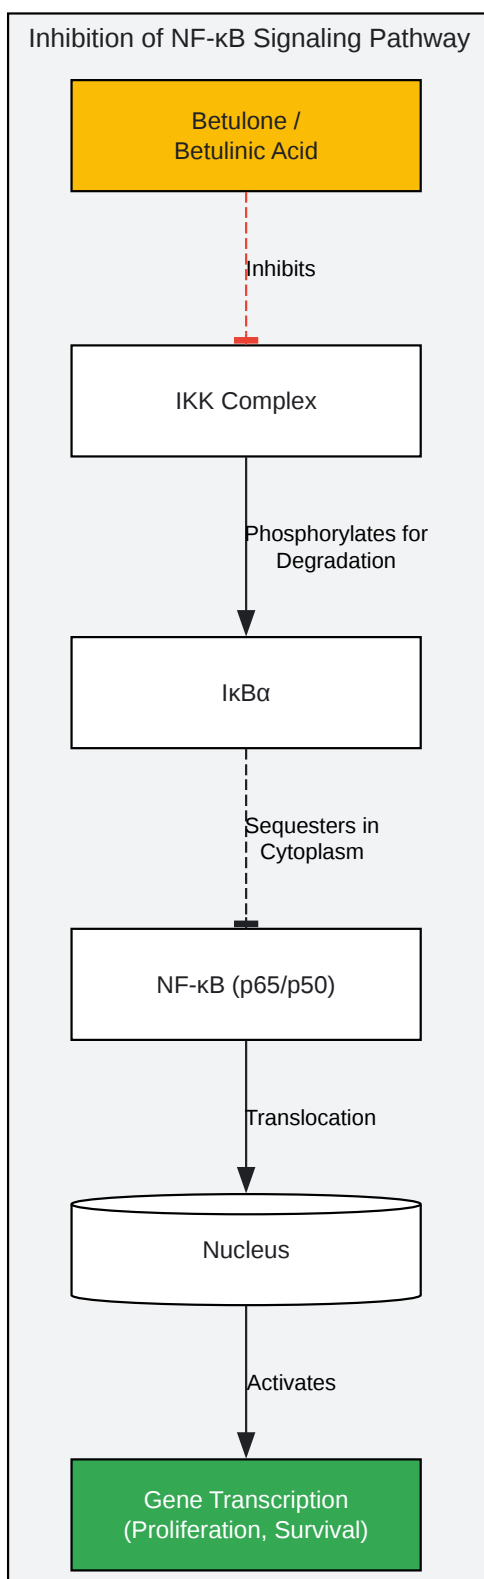 Inhibition of NF-κB Signaling Pathway
Betulone /
Betulinic Acid
Inhibits
IKK Complex
Phosphorylates for
Degradation
IκBα
Sequesters in
Cytoplasm
NF-κB (p65/p50)
Translocation
Nucleus
Activates
Gene Transcription
(Proliferation, Survival)